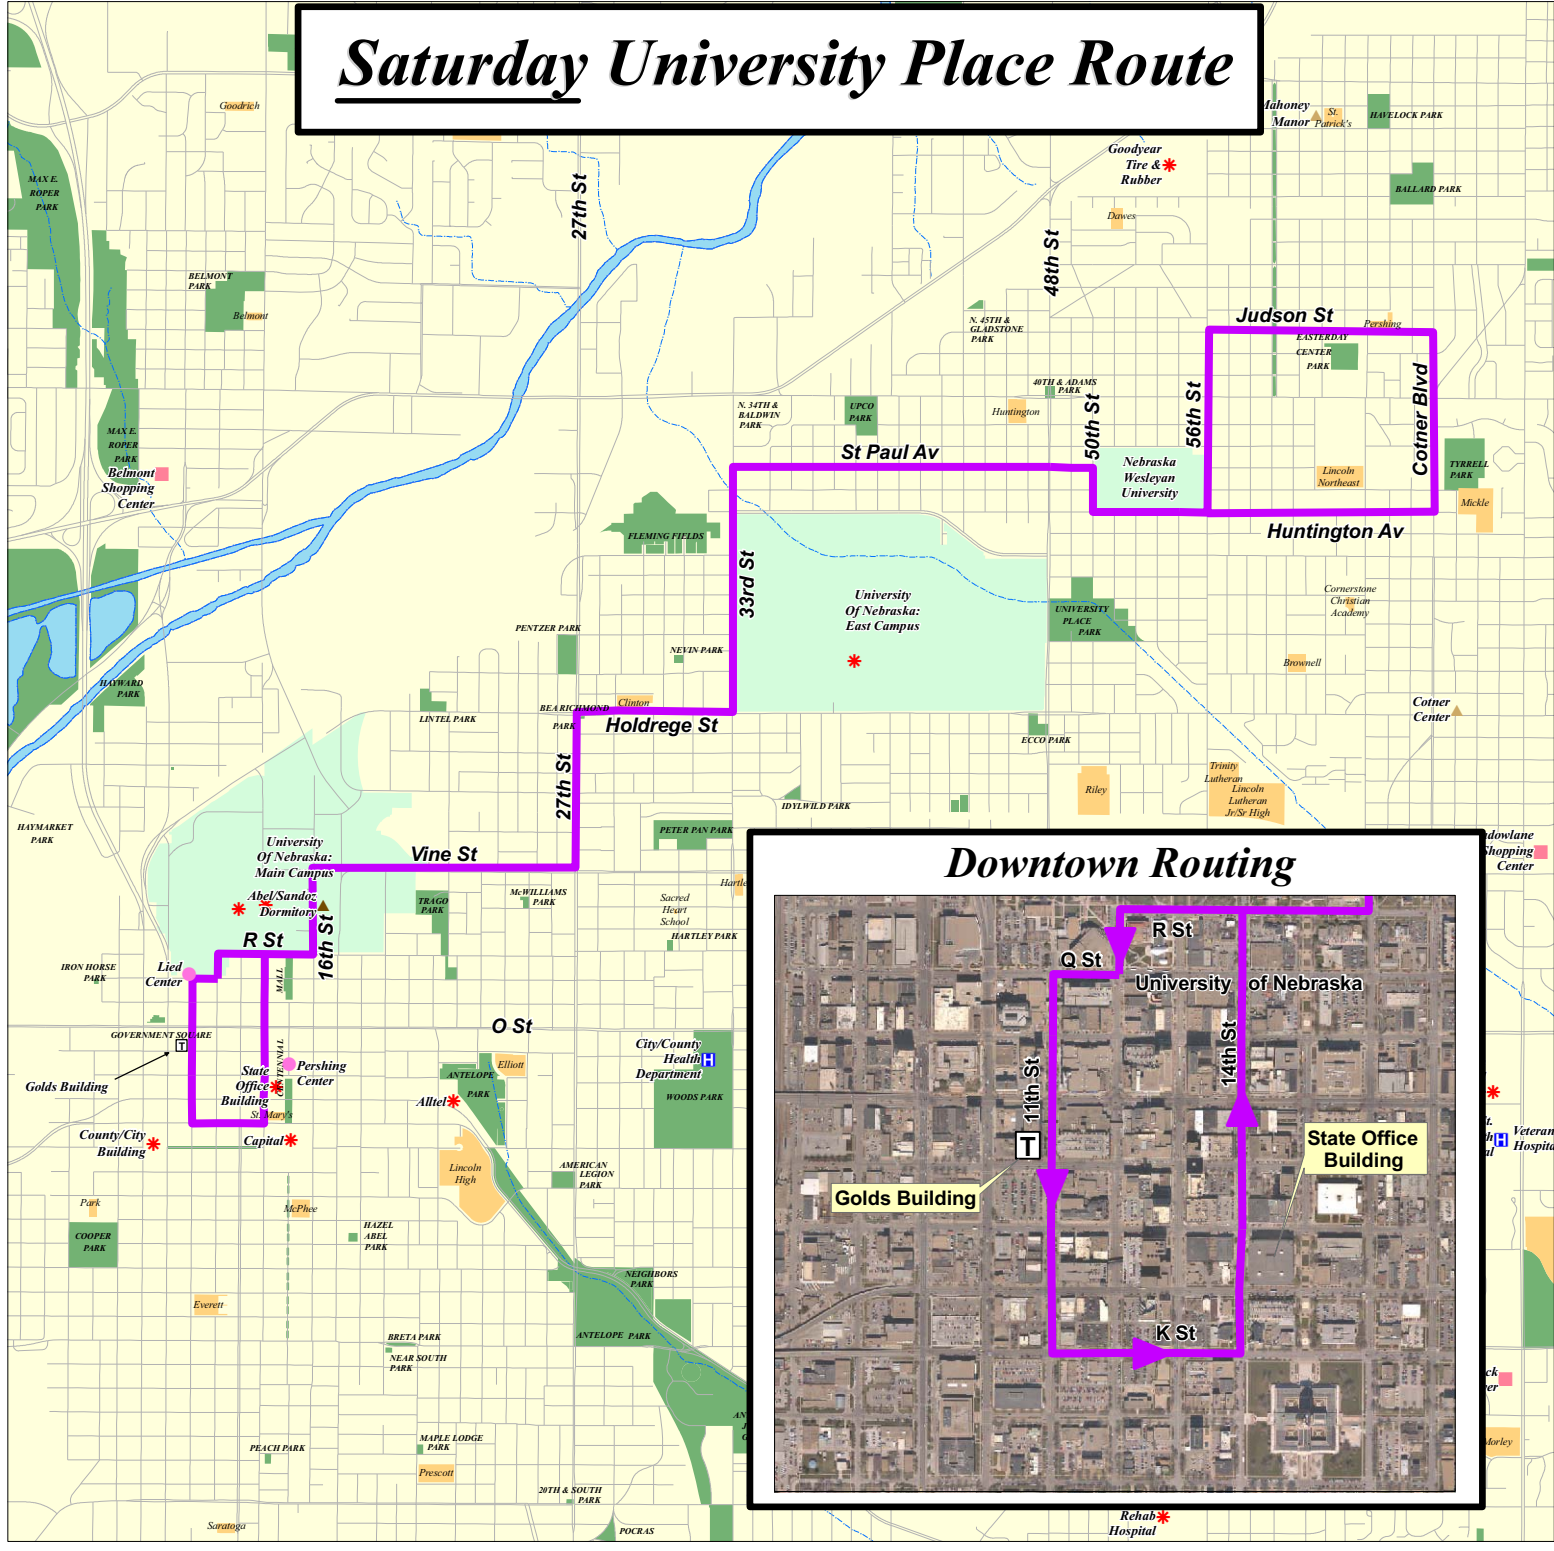 Saturday University Place Route
Goodrich
Mahoney
Manor
St.
Patrick's
HAVELOCK PARK
Goodyear
Tire &
Rubber
MAX E.
ROPER
PARK
27th St
BALLARD PARK
Dawes
48th St
BELMONT
PARK
Belmont
N. 45TH &
GLADSTONE
PARK
Judson St
Pershing
EASTERDAY
CENTER
PARK
40TH & ADAMS
PARK
Huntington
N. 34TH &
BALDWIN
PARK
UPCO
PARK
50th St
56th St
Cotner Blvd
MAX E.
ROPER
PARK
Belmont
Shopping
Center
St Paul Av
Nebraska
Wesleyan
University
Lincoln
Northeast
TYRRELL
PARK
Mickle
Huntington Av
FLEMING FIELDS
33rd St
University
Of Nebraska:
East Campus
UNIVERSITY
PLACE
PARK
Cornerstone
Christian
Academy
PENTZER PARK
NEVIN PARK
Brownell
HAYWARD
PARK
LINTEL PARK
BEA RICHMOND
PARK
Clinton
Holdrege St
Cotner
Center
ECCO PARK
27th St
Trinity
Lutheran
Lincoln
Lutheran
Jr/Sr High
Riley
IDYLWILD PARK
HAYMARKET
PARK
PETER PAN PARK
University
Of Nebraska:
Main Campus
Vine St
Abel/Sandoz
Dormitory
16th St
TRAGO
PARK
McWILLIAMS
PARK
Sacred
Heart
School
HARTLEY PARK
R St
IRON HORSE
PARK
Lied
Center
MALL
CENTENNIAL
GOVERNMENT SQUARE
T
O St
Golds Building
State
Office
Building
Pershing
Center
St. Mary's
Elliott
ANTELOPE
PARK
Alltel
City/County
Health
Department
H
WOODS PARK
County/City
Building
Capital
Lincoln
High
AMERICAN
LEGION
PARK
Park
McPhee
COOPER
PARK
HAZEL
ABEL
PARK
NEIGHBORS
PARK
Everett
ANTELOPE PARK
BRETA PARK
NEAR SOUTH
PARK
PEACH PARK
MAPLE LODGE
PARK
Prescott
20TH & SOUTH
PARK
Saratoga
POCRAS
Downtown Routing
R St
Q St
University of Nebraska
11th St
14th St
T
Golds Building
State Office
Building
K St
Shopping
Center
H
Morley
Rehab
Hospital